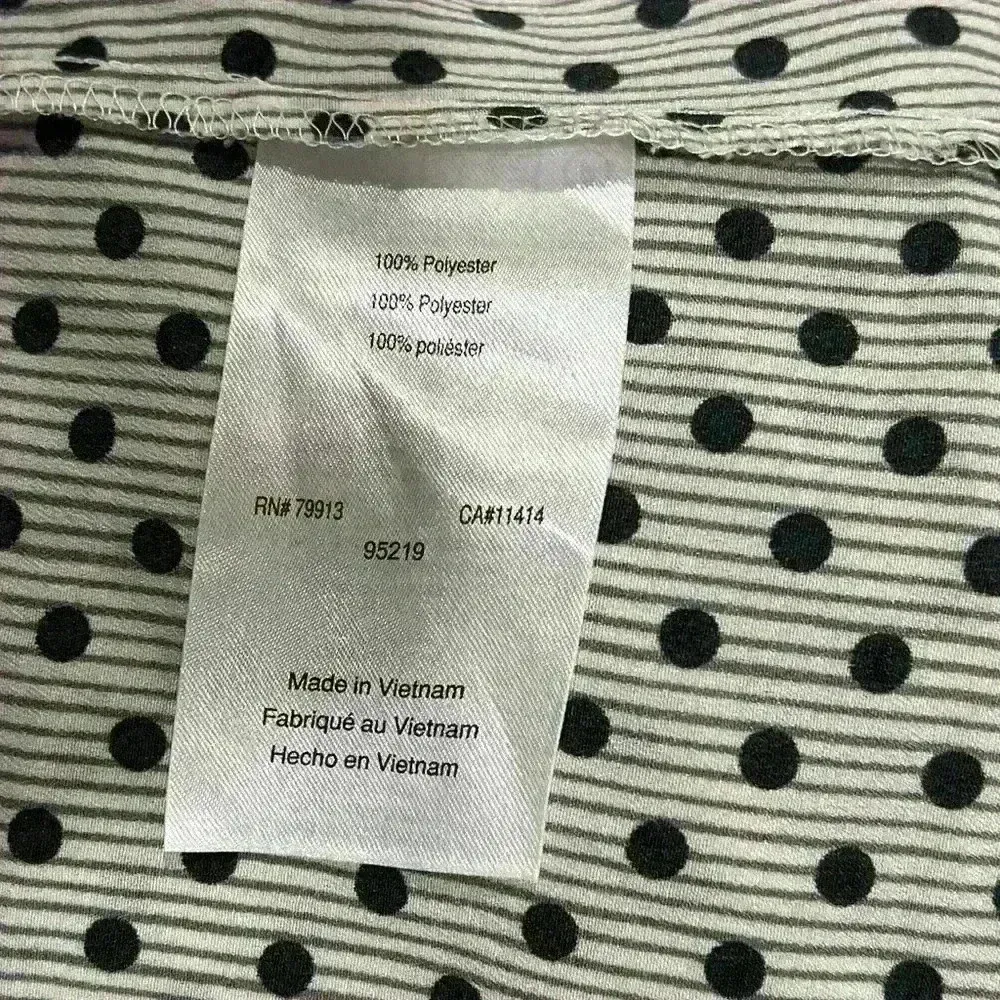 100% Polyester
100% Polyester
100% poliéster
RN# 79913 CA#11414
95219
Made in Vietnam
Fabriqué au Vietnam
Hecho en Vietnam